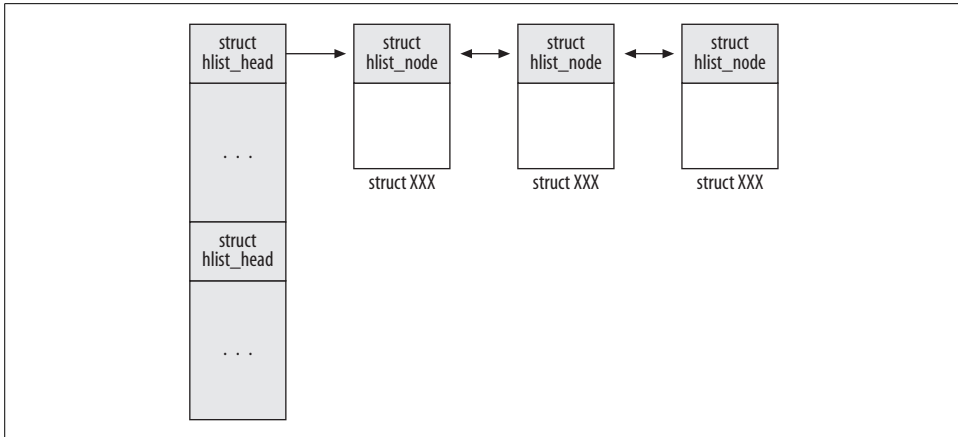 struct
hlist_head
struct
hlist_node
struct
hlist_node
struct
hlist_node
. . .
struct XXX
struct XXX
struct XXX
struct
hlist_head
. . .